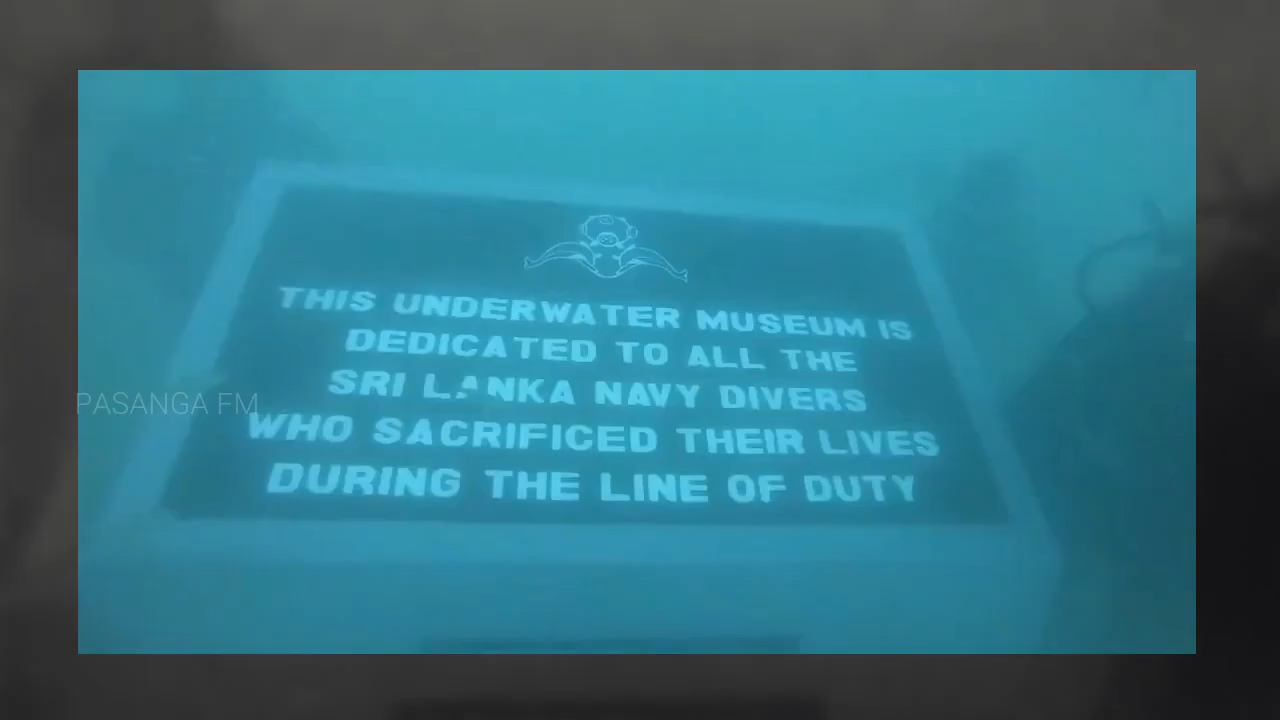 THIS UNDERWATER MUSEUM IS
DEDICATED TO ALL THE
SRI LANKA NAVY DIVERS
WHO SACRIFICED THEIR LIVES
DURING THE LINE OF DUTY
PASANGA FM